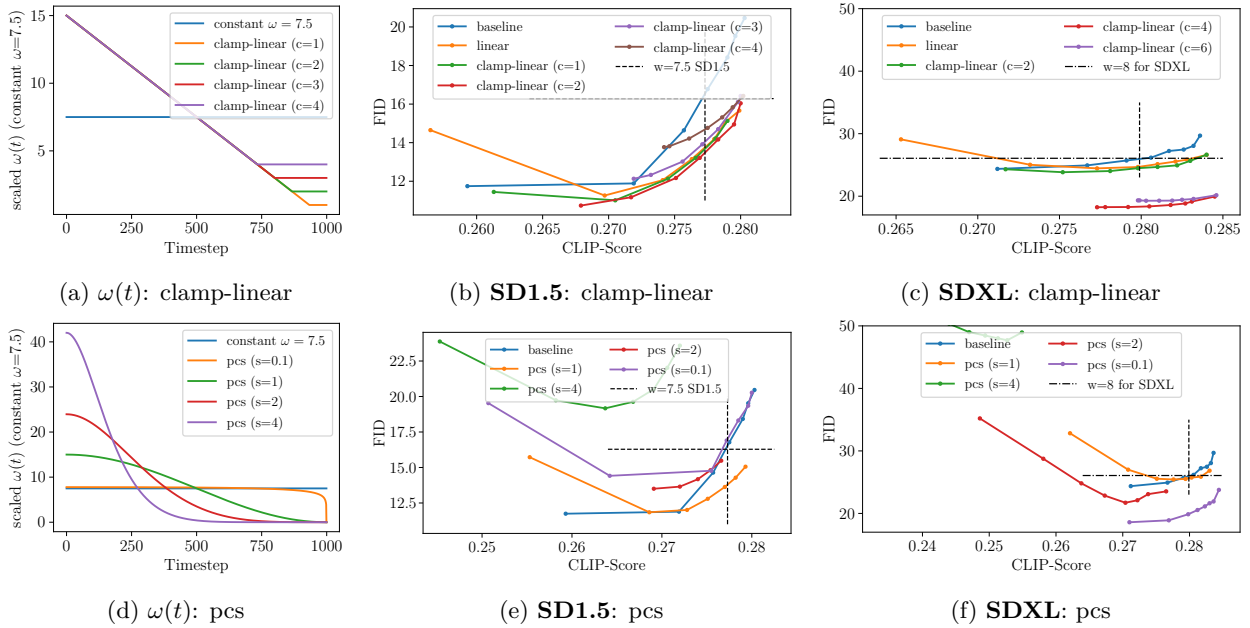 scaled ω(t) (constant ω=7.5)
15
10
5
constant ω = 7.5
clamp-linear (c=1)
clamp-linear (c=2)
clamp-linear (c=3)
clamp-linear (c=4)
0 250 500 750 1000
Timestep
(a) ω(t): clamp-linear
FID
20
18
16
14
12
baseline
linear
clamp-linear (c=1)
clamp-linear (c=2)
clamp-linear (c=3)
clamp-linear (c=4)
w=7.5 SD1.5
0.260 0.265 0.270 0.275 0.280
CLIP-Score
(b) SD1.5: clamp-linear
FID
50
40
30
20
baseline
linear
clamp-linear (c=2)
clamp-linear (c=4)
clamp-linear (c=6)
w=8 for SDXL
0.265 0.270 0.275 0.280 0.285
CLIP-Score
(c) SDXL: clamp-linear
scaled ω(t) (constant ω=7.5)
40
30
20
10
0
constant ω = 7.5
pcs (s=0.1)
pcs (s=1)
pcs (s=2)
pcs (s=4)
0 250 500 750 1000
Timestep
(d) ω(t): pcs
FID
22.5
20.0
17.5
15.0
12.5
baseline
pcs (s=1)
pcs (s=4)
pcs (s=2)
pcs (s=0.1)
w=7.5 SD1.5
0.25 0.26 0.27 0.28
CLIP-Score
(e) SD1.5: pcs
FID
50
40
30
20
baseline
pcs (s=1)
pcs (s=4)
pcs (s=2)
pcs (s=0.1)
w=8 for SDXL
0.24 0.25 0.26 0.27 0.28
CLIP-Score
(f) SDXL: pcs